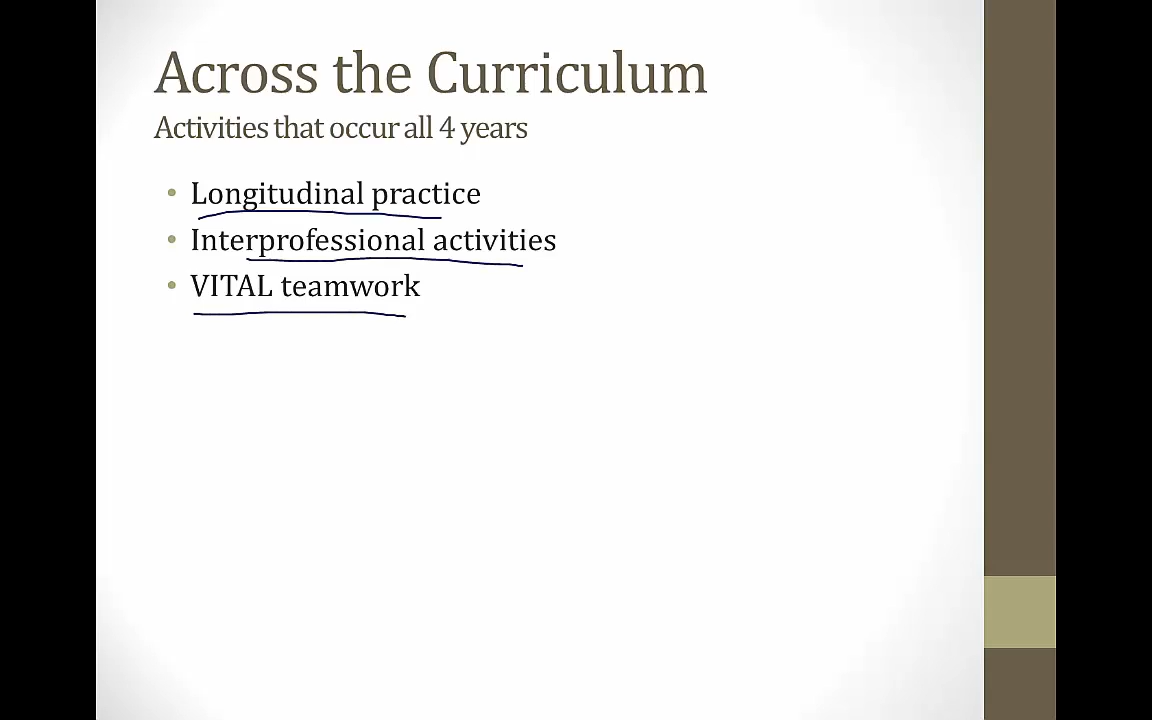 Across the Curriculum
Activities that occur all 4 years
• Longitudinal practice
• Interprofessional activities
• VITAL teamwork